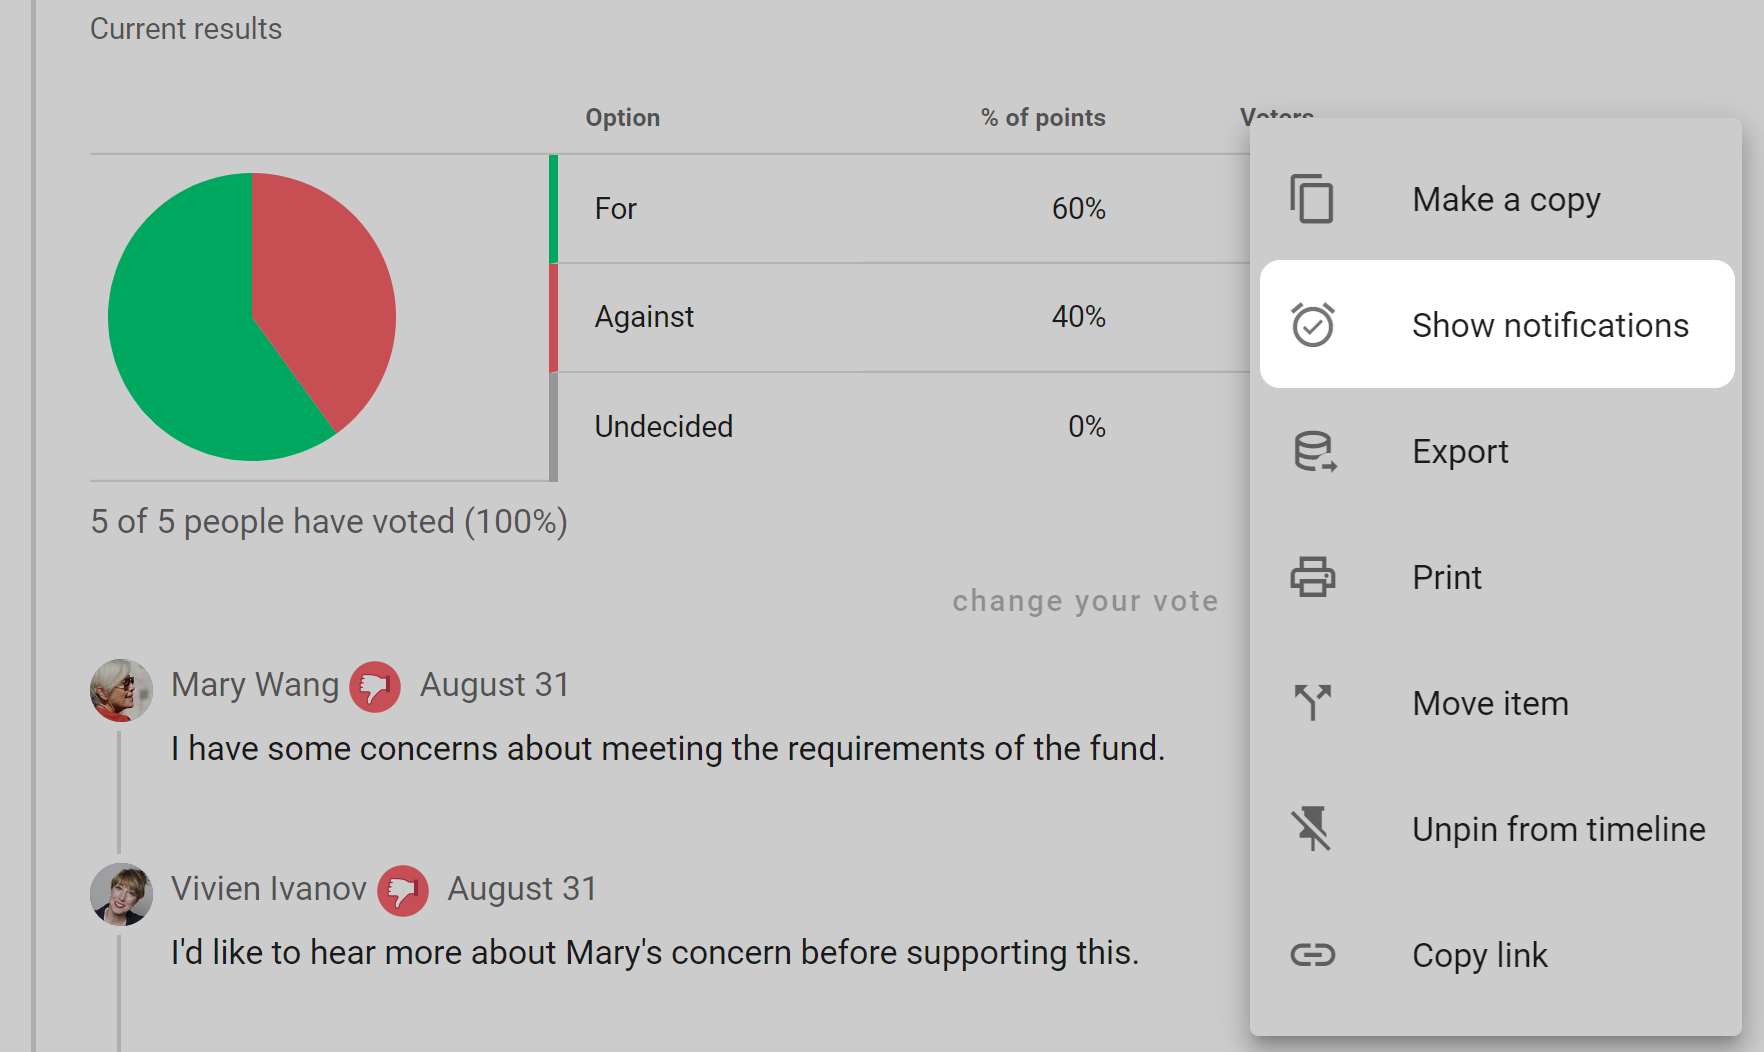 Current results
Option % of points Voters
For 60%
Against 40%
Undecided 0%
5 of 5 people have voted (100%)
change your vote
Mary Wang August 31
I have some concerns about meeting the requirements of the fund.
Vivien Ivanov August 31
I'd like to hear more about Mary's concern before supporting this.
Make a copy
Show notifications
Export
Print
Move item
Unpin from timeline
Copy link